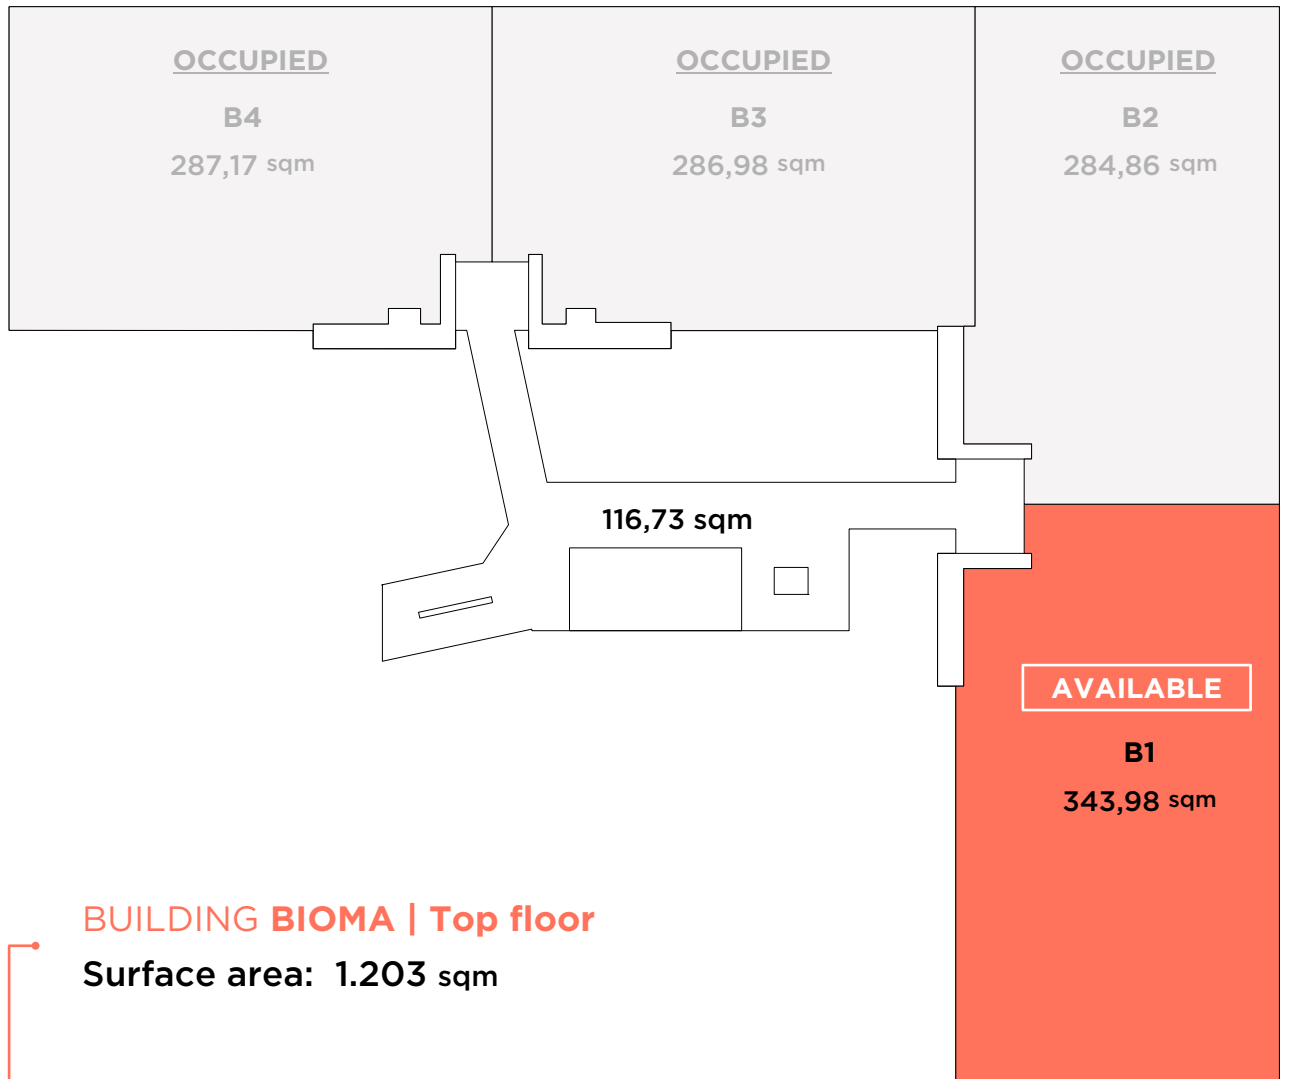 OCCUPIED
B4
287,17 sqm
OCCUPIED
B3
286,98 sqm
OCCUPIED
B2
284,86 sqm
116,73 sqm
AVAILABLE
B1
343,98 sqm
BUILDING BIOMA | Top floor
Surface area: 1.203 sqm